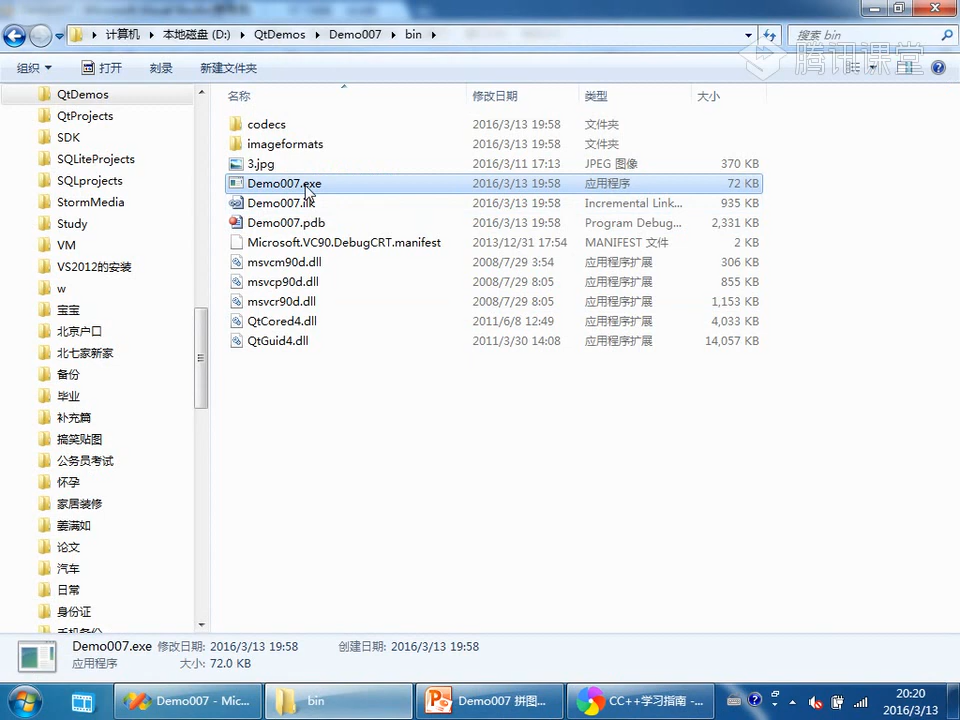 计算机 本地磁盘 (D:) QtDemos Demo007 bin 搜索 bin
组织 打开 刻录 新建文件夹 腾讯课堂
名称 修改日期 类型 大小
codecs 2016/3/13 19:58 文件夹
imageformats 2016/3/13 19:58 文件夹
3.jpg 2016/3/11 17:13 JPEG 图像 370 KB
Demo007.exe 2016/3/13 19:58 应用程序 72 KB
Demo007.ilk 2016/3/13 19:58 Incremental Link... 935 KB
Demo007.pdb 2016/3/13 19:58 Program Debug... 2,331 KB
Microsoft.VC90.DebugCRT.manifest 2013/12/31 17:54 MANIFEST 文件 2 KB
msvcm90d.dll 2008/7/29 3:54 应用程序扩展 306 KB
msvcp90d.dll 2008/7/29 8:05 应用程序扩展 855 KB
msvcr90d.dll 2008/7/29 8:05 应用程序扩展 1,153 KB
QtCored4.dll 2011/6/8 12:49 应用程序扩展 4,033 KB
QtGuid4.dll 2011/3/30 14:08 应用程序扩展 14,057 KB
QtDemos
QtProjects
SDK
SQLiteProjects
SQLprojects
StormMedia
Study
VM
VS2012的安装
w
宝宝
北京户口
北七家新家
备份
毕业
补充篇
搞笑贴图
公务员考试
怀孕
家居装修
姜满如
论文
汽车
日常
身份证
Demo007.exe 修改日期: 2016/3/13 19:58 创建日期: 2016/3/13 19:58
应用程序 大小: 72.0 KB
Demo007 - Mic... bin Demo007 拼图... CC++学习指南 -... 20:20
2016/3/13